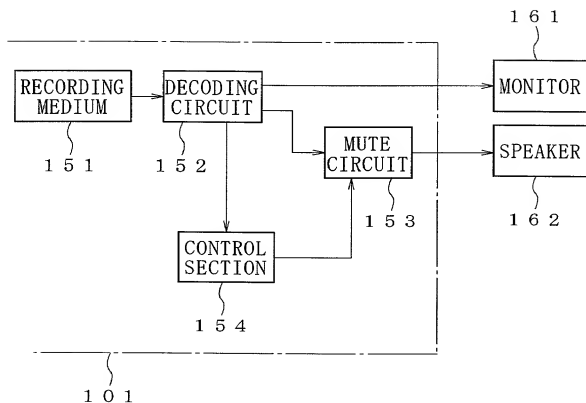 161
RECORDING
MEDIUM
DECODING
CIRCUIT
MONITOR
151
152
MUTE
CIRCUIT
SPEAKER
153
162
CONTROL
SECTION
154
101